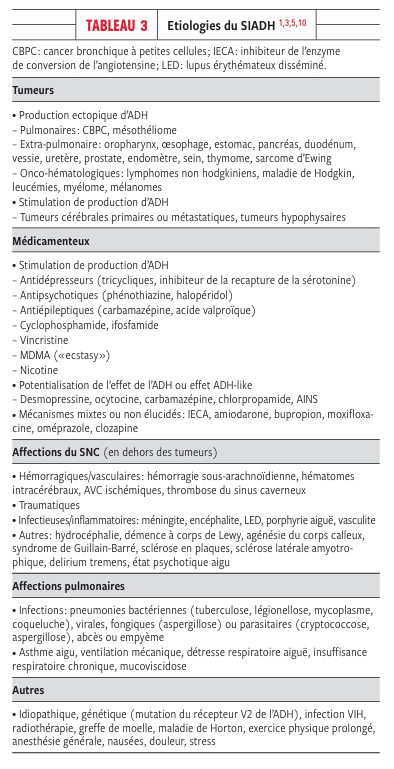 TABLEAU 3 Etiologies du SIADH 1,3,5,10
CBPC: cancer bronchique à petites cellules; IECA: inhibiteur de l'enzyme
de conversion de l'angiotensine; LED: lupus érythémateux disséminé.
Tumeurs
• Production ectopique d'ADH
– Pulmonaires: CBPC, mésothéliome
– Extra-pulmonaire: oropharynx, œsophage, estomac, pancréas, duodénum,
vessie, uretère, prostate, endomètre, sein, thymome, sarcome d'Ewing
– Onco-hématologiques: lymphomes non hodgkiniens, maladie de Hodgkin,
leucémies, myélome, mélanomes
• Stimulation de production d'ADH
– Tumeurs cérébrales primaires ou métastatiques, tumeurs hypophysaires
Médicamenteux
• Stimulation de production d'ADH
– Antidépresseurs (tricycliques, inhibiteur de la recapture de la sérotonine)
– Antipsychotiques (phénothiazine, halopéridol)
– Antiépileptiques (carbamazépine, acide valproïque)
– Cyclophosphamide, ifosfamide
– Vincristine
– MDMA («ecstasy»)
– Nicotine
• Potentialisation de l'effet de l'ADH ou effet ADH-like
– Desmopressine, ocytocine, carbamazépine, chlorpropamide, AINS
• Mécanismes mixtes ou non élucidés: IECA, amiodarone, bupropion, moxifloxa-
cine, oméprazole, clozapine
Affections du SNC (en dehors des tumeurs)
• Hémorragiques/vasculaires: hémorragie sous-arachnoïdienne, hématomes
intracérébraux, AVC ischémiques, thrombose du sinus caverneux
• Traumatiques
• Infectieuses/inflammatoires: méningite, encéphalite, LED, porphyrie aiguë, vasculite
• Autres: hydrocéphalie, démence à corps de Lewy, agénésie du corps calleux,
syndrome de Guillain-Barré, sclérose en plaques, sclérose latérale amyotro-
phique, delirium tremens, état psychotique aigu
Affections pulmonaires
• Infections: pneumonies bactériennes (tuberculose, légionellose, mycoplasme,
coqueluche), virales, fongiques (aspergillose) ou parasitaires (cryptococcose,
aspergillose), abcès ou empyème
• Asthme aigu, ventilation mécanique, détresse respiratoire aiguë, insuffisance
respiratoire chronique, mucoviscidose
Autres
• Idiopathique, génétique (mutation du récepteur V2 de l'ADH), infection VIH,
radiothérapie, greffe de moelle, maladie de Horton, exercice physique prolongé,
anesthésie générale, nausées, douleur, stress